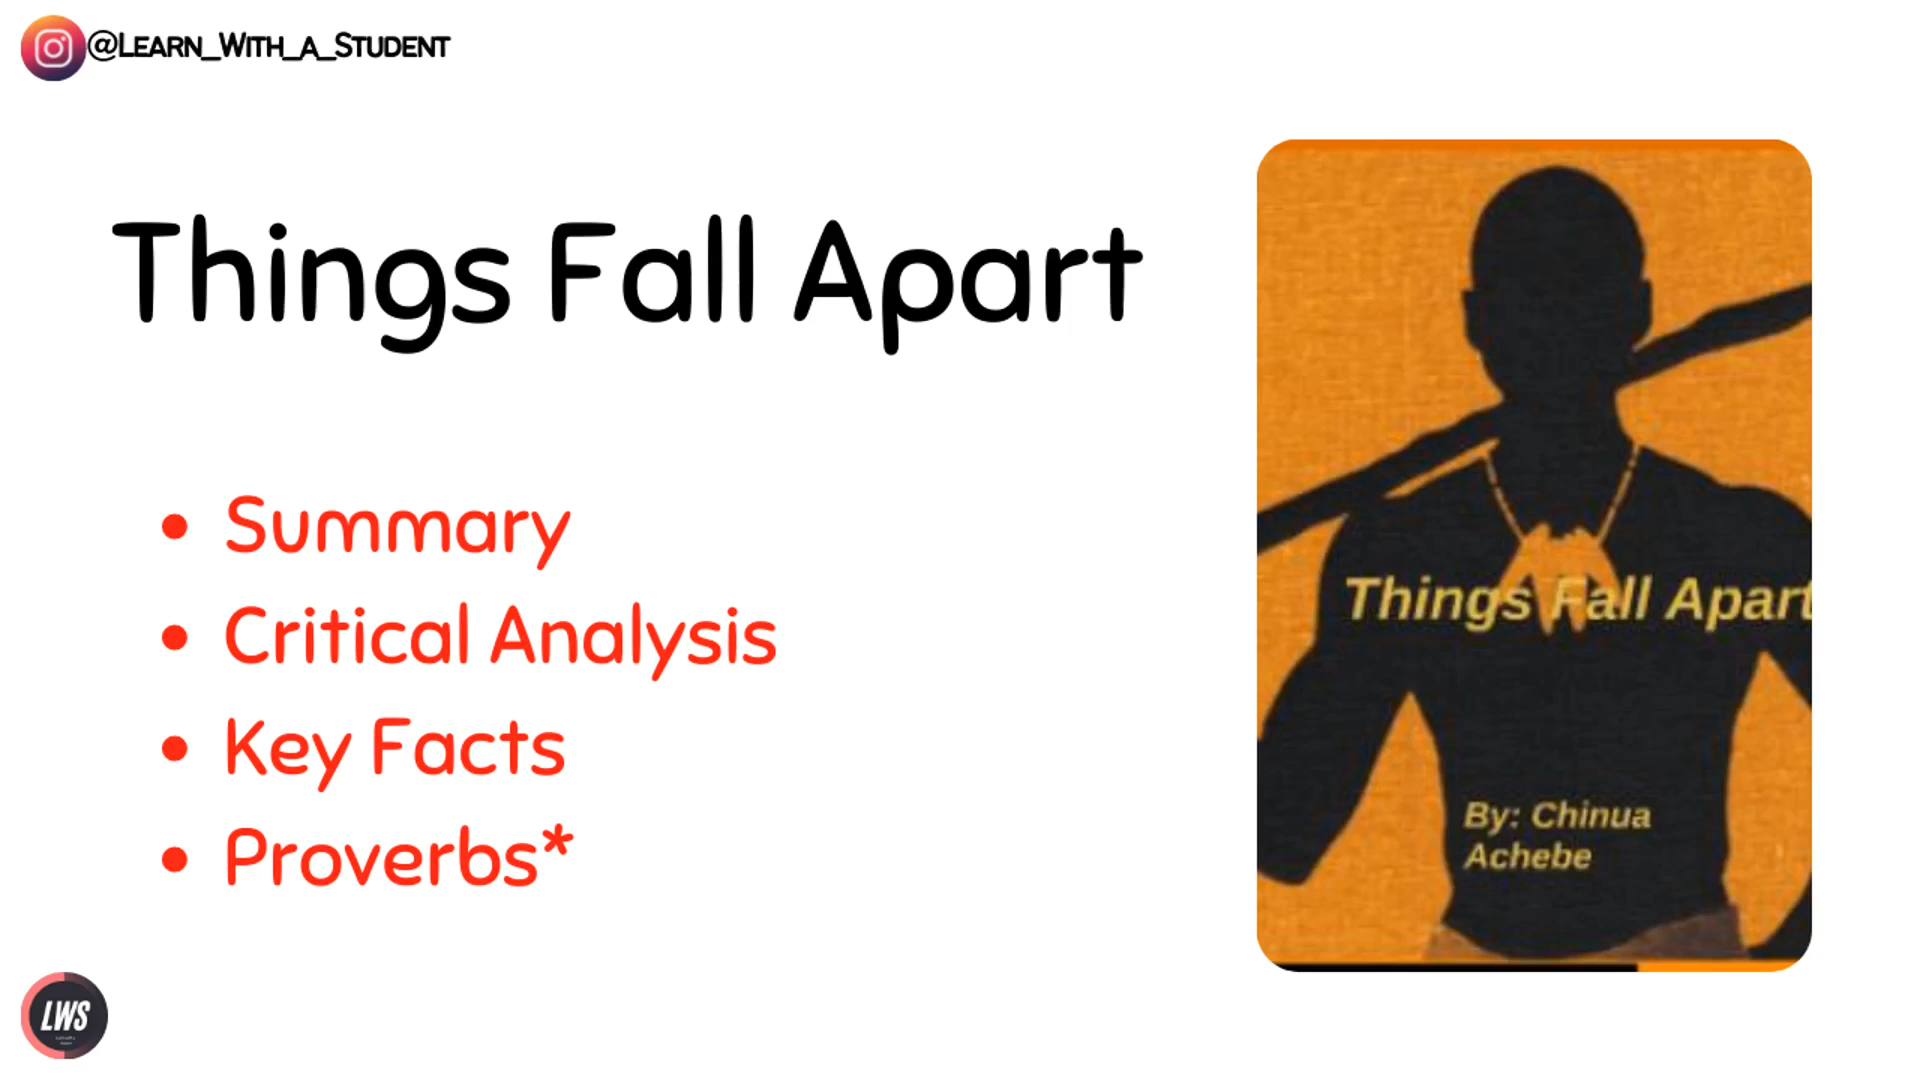 @Learn_With_a_Student
Things Fall Apart
• Summary
• Critical Analysis
• Key Facts
• Proverbs*
Things Fall Apart
By: Chinua
Achebe
LWS